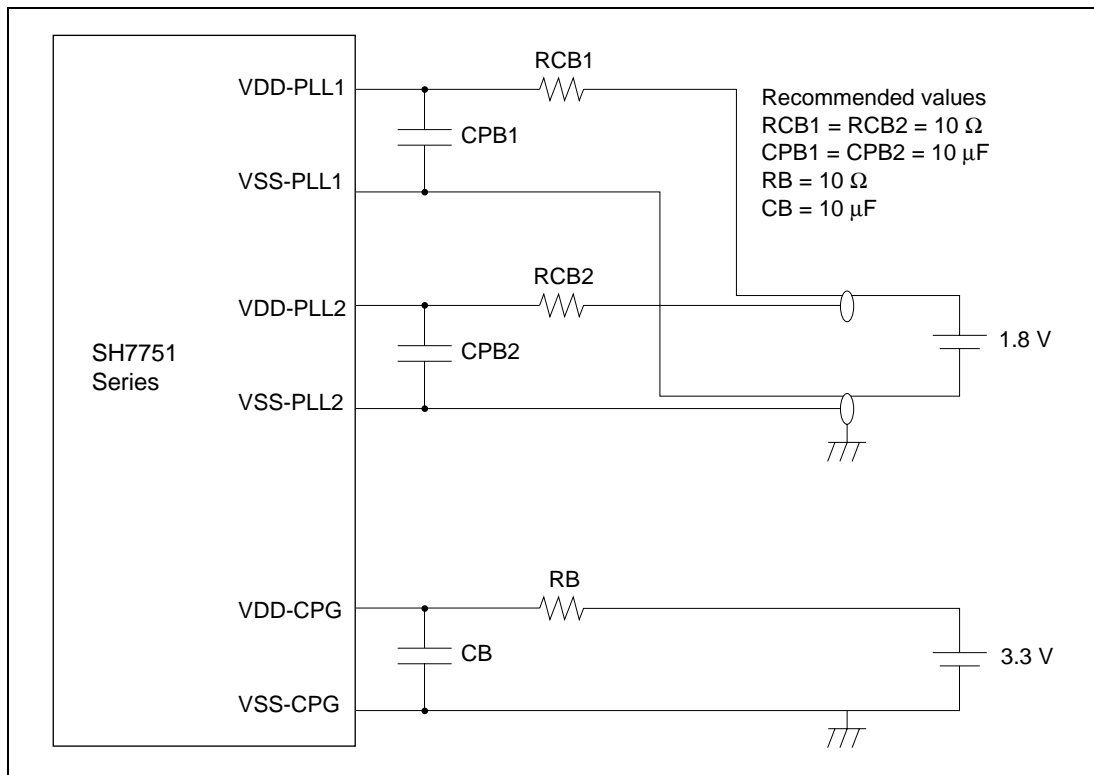 RCB1
VDD-PLL1
Recommended values
RCB1 = RCB2 = 10 Ω
CPB1 = CPB2 = 10 μF
RB = 10 Ω
CB = 10 μF
CPB1
VSS-PLL1
RCB2
VDD-PLL2
SH7751
Series
CPB2
1.8 V
VSS-PLL2
RB
VDD-CPG
CB
3.3 V
VSS-CPG